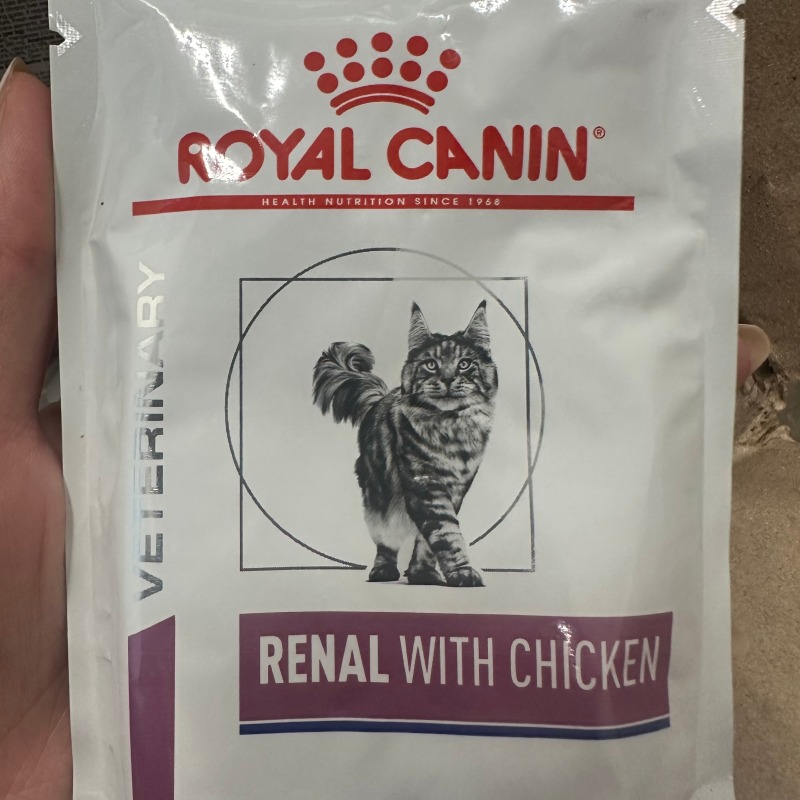 ROYAL CANIN®
HEALTH NUTRITION SINCE 1968
VETERINARY
RENAL WITH CHICKEN